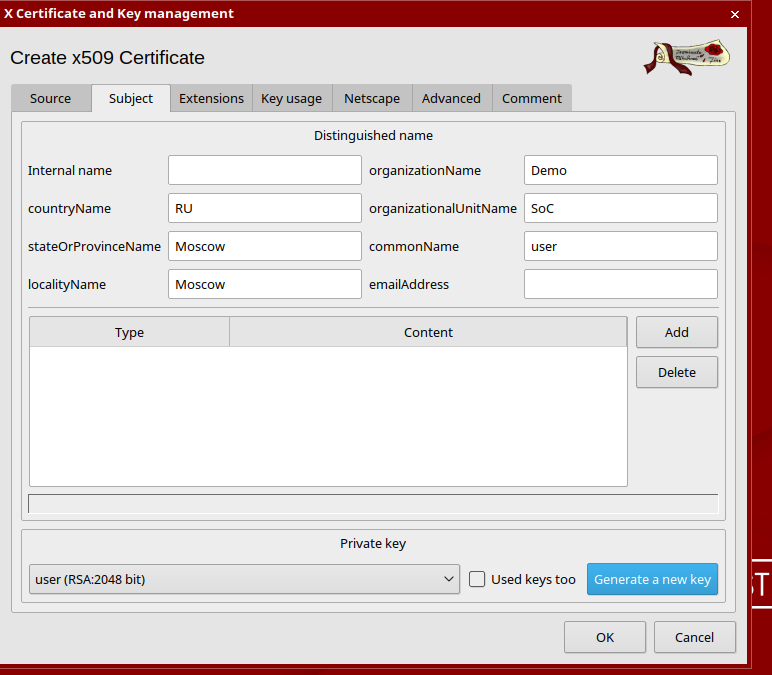 X Certificate and Key management
Create x509 Certificate
Source Subject Extensions Key usage Netscape Advanced Comment
Distinguished name
Internal name organizationName Demo
countryName RU organizationalUnitName SoC
stateOrProvinceName Moscow commonName user
localityName Moscow emailAddress
Type Content Add
Delete
Private key
user (RSA:2048 bit) Used keys too Generate a new key
OK Cancel